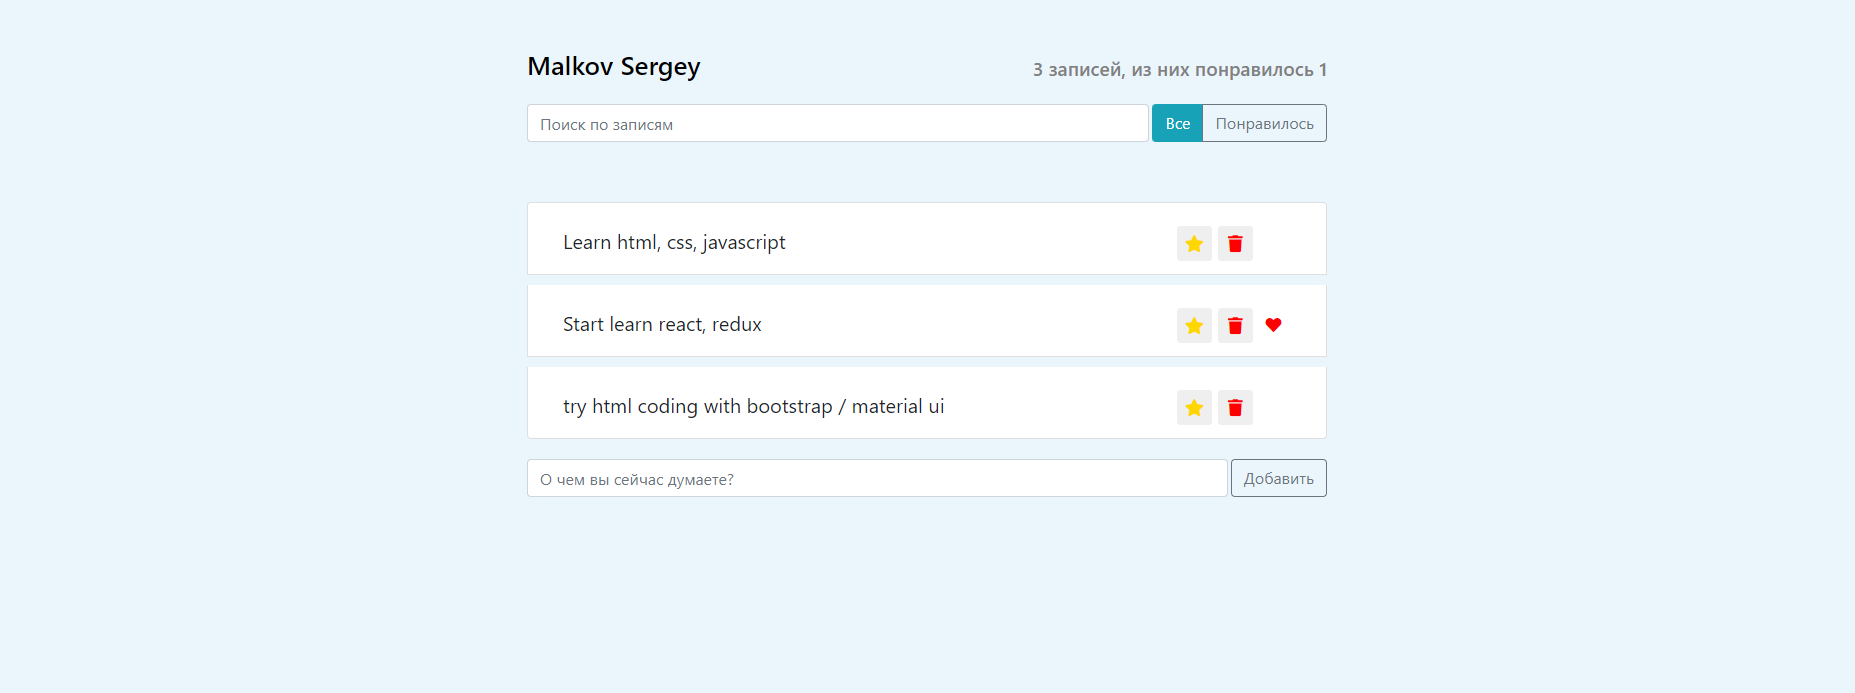 Malkov Sergey
3 записей, из них понравилось 1
Поиск по записям
Все
Понравилось
Learn html, css, javascript
Start learn react, redux
try html coding with bootstrap / material ui
О чем вы сейчас думаете?
Добавить